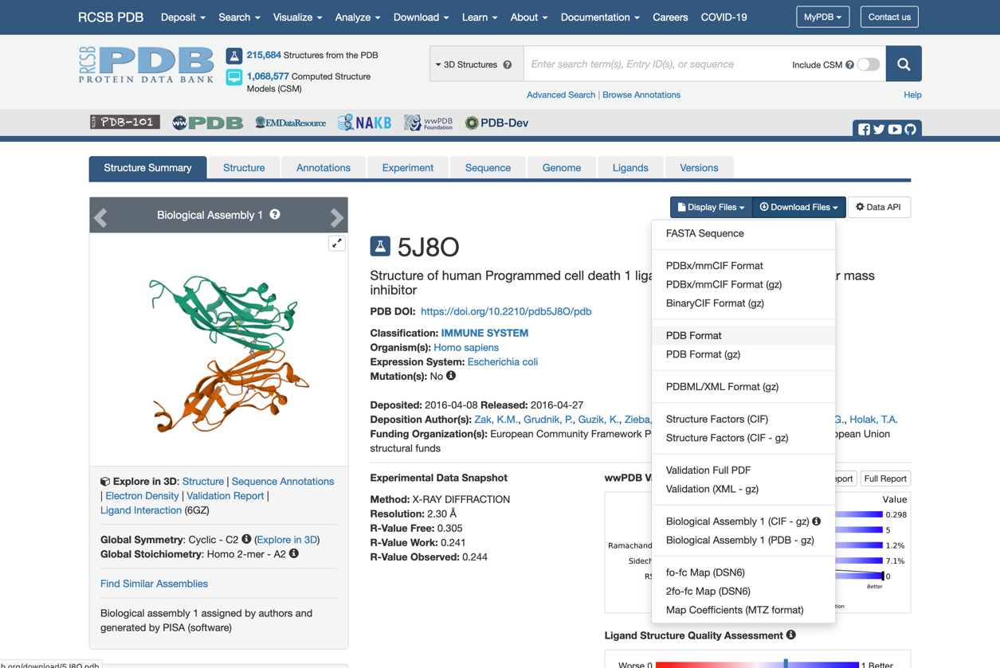 RCSB PDB Deposit Search Visualize Analyze Download Learn About Documentation Careers COVID-19 MyPDB Contact us
RCSB PDB
PROTEIN DATA BANK
215,684 Structures from the PDB
1,068,577 Computed Structure
Models (CSM)
3D Structures ? Enter search term(s), Entry ID(s), or sequence Include CSM ?
Advanced Search | Browse Annotations Help
RCSB PDB-101 wwPDB EMDataResource NAKB wwPDB Foundation PDB-Dev
Structure Summary Structure Annotations Experiment Sequence Genome Ligands Versions
Biological Assembly 1 ?
Display Files Download Files Data API
FASTA Sequence
PDBx/mmCIF Format
PDBx/mmCIF Format (gz)
BinaryCIF Format (gz)
PDB Format
PDB Format (gz)
PDBML/XML Format (gz)
Structure Factors (CIF)
Structure Factors (CIF - gz)
Validation Full PDF
Validation (XML - gz)
Biological Assembly 1 (CIF - gz)
Biological Assembly 1 (PDB - gz)
fo-fc Map (DSN6)
2fo-fc Map (DSN6)
Map Coefficients (MTZ format)
5J8O
Structure of human Programmed cell death 1 liga r mass
inhibitor
PDB DOI: https://doi.org/10.2210/pdb5J8O/pdb
Classification: IMMUNE SYSTEM
Organism(s): Homo sapiens
Expression System: Escherichia coli
Mutation(s): No
Deposited: 2016-04-08 Released: 2016-04-27
Deposition Author(s): Zak, K.M., Grudnik, P., Guzik, K., Zieba, G., Holak, T.A.
Funding Organization(s): European Community Framework P opean Union
structural funds
Experimental Data Snapshot
Method: X-RAY DIFFRACTION
Resolution: 2.30 Å
R-Value Free: 0.305
R-Value Work: 0.241
R-Value Observed: 0.244
wwPDB Va port Full Report
Value
0.298
5
Ramachand 1.2%
Sidech 7.1%
RS 0
Better
tion
Ligand Structure Quality Assessment
Worse 0 1 Better
Explore in 3D: Structure | Sequence Annotations
| Electron Density | Validation Report |
Ligand Interaction (6GZ)
Global Symmetry: Cyclic - C2 (Explore in 3D)
Global Stoichiometry: Homo 2-mer - A2
Find Similar Assemblies
Biological assembly 1 assigned by authors and
generated by PISA (software)
b.org/download/5J8O.pdb